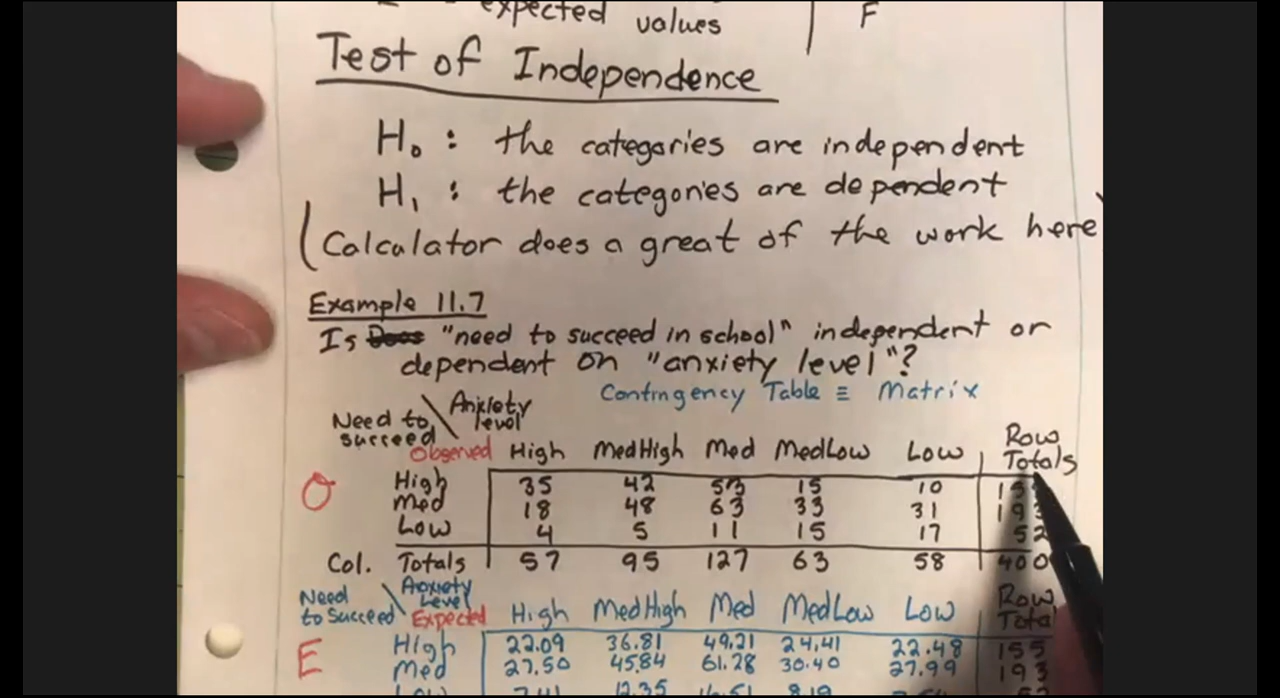 expected
values
F
Test of Independence
H₀ : the categories are independent
H₁ : the categories are dependent
(Calculator does a great of the work here
Example 11.7
Is "need to succeed in school" independent or
dependent on "anxiety level"?
Contingency Table ≡ Matrix
Need to succeed \ Anxiety level
Observed High MedHigh Med MedLow Low Row Totals
O
High 35 42 53 15 10
Med 18 48 63 33 31 193
Low 4 5 11 15 17 52
Col. Totals 57 95 127 63 58 400
Need to Succeed \ Anxiety Level
Expected High MedHigh Med MedLow Low Row Total
E
High 22.09 36.81 49.21 24.41 22.48 155
Med 27.50 45.84 61.28 30.40 27.99 193
12.35